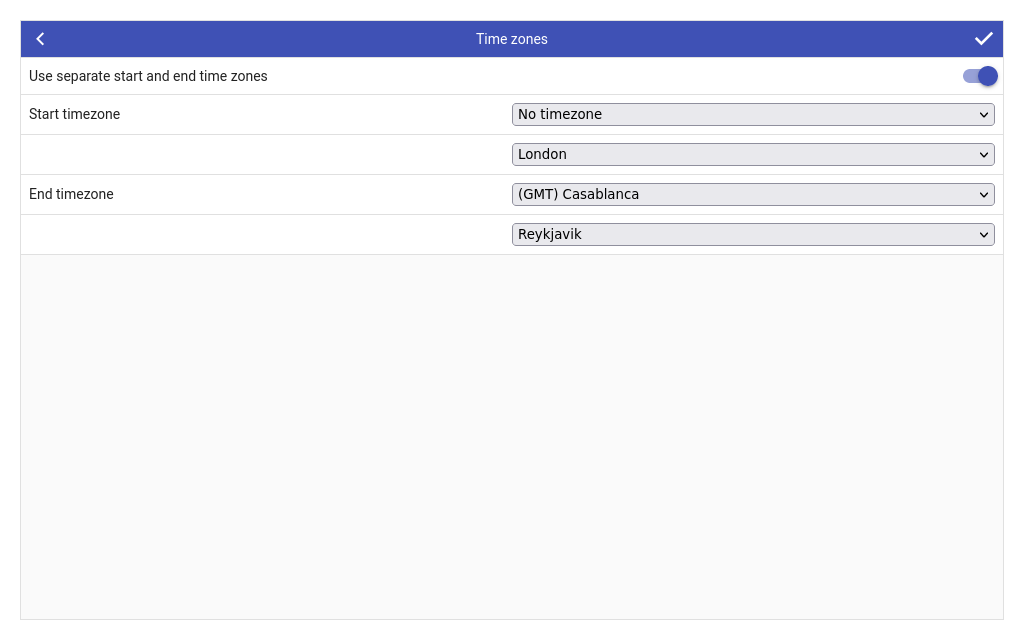 Time zones
Use separate start and end time zones
Start timezone
No timezone
London
End timezone
(GMT) Casablanca
Reykjavik